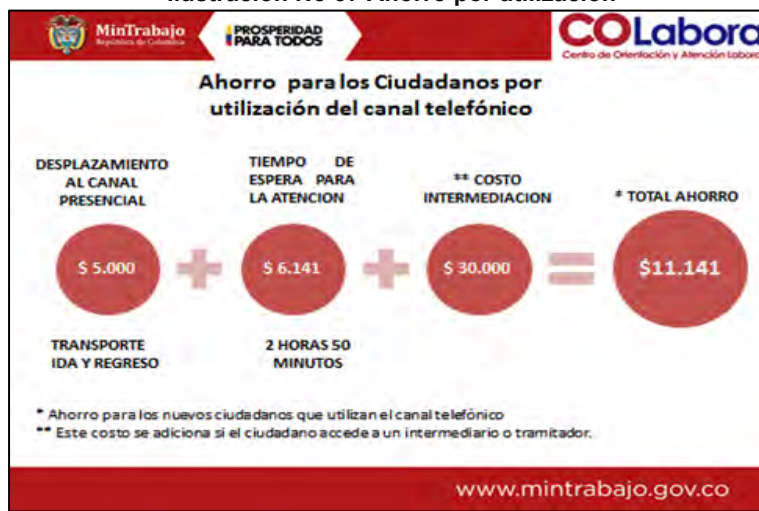 Ilustración No 6. Ahorro por utilización
MinTrabajo
República de Colombia
PROSPERIDAD
PARA TODOS
COLabora
Centro de Orientación y Atención Labora
Ahorro para los Ciudadanos por
utilización del canal telefónico
DESPLAZAMIENTO
AL CANAL
PRESENCIAL
$ 5.000
TRANSPORTE
IDA Y REGRESO
TIEMPO DE
ESPERA PARA
LA ATENCION
$ 6.141
2 HORAS 50
MINUTOS
** COSTO
INTERMEDIACION
$ 30.000
* TOTAL AHORRO
$11.141
* Ahorro para los nuevos ciudadanos que utilizan el canal telefónico
** Este costo se adiciona si el ciudadano accede a un intermediario o tramitador.
www.mintrabajo.gov.co